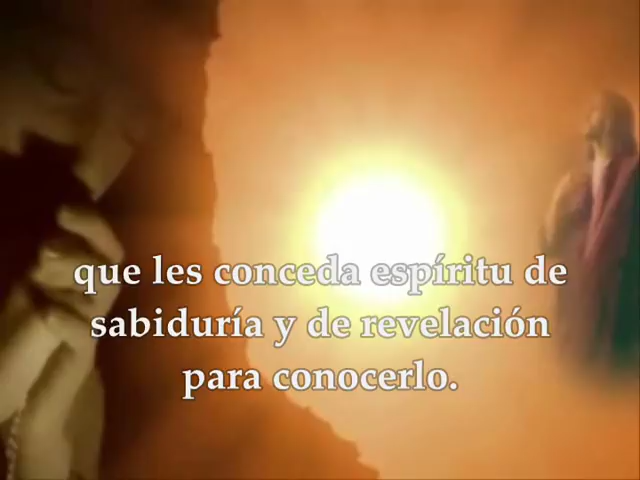 que les conceda espíritu de
sabiduría y de revelación
para conocerlo.